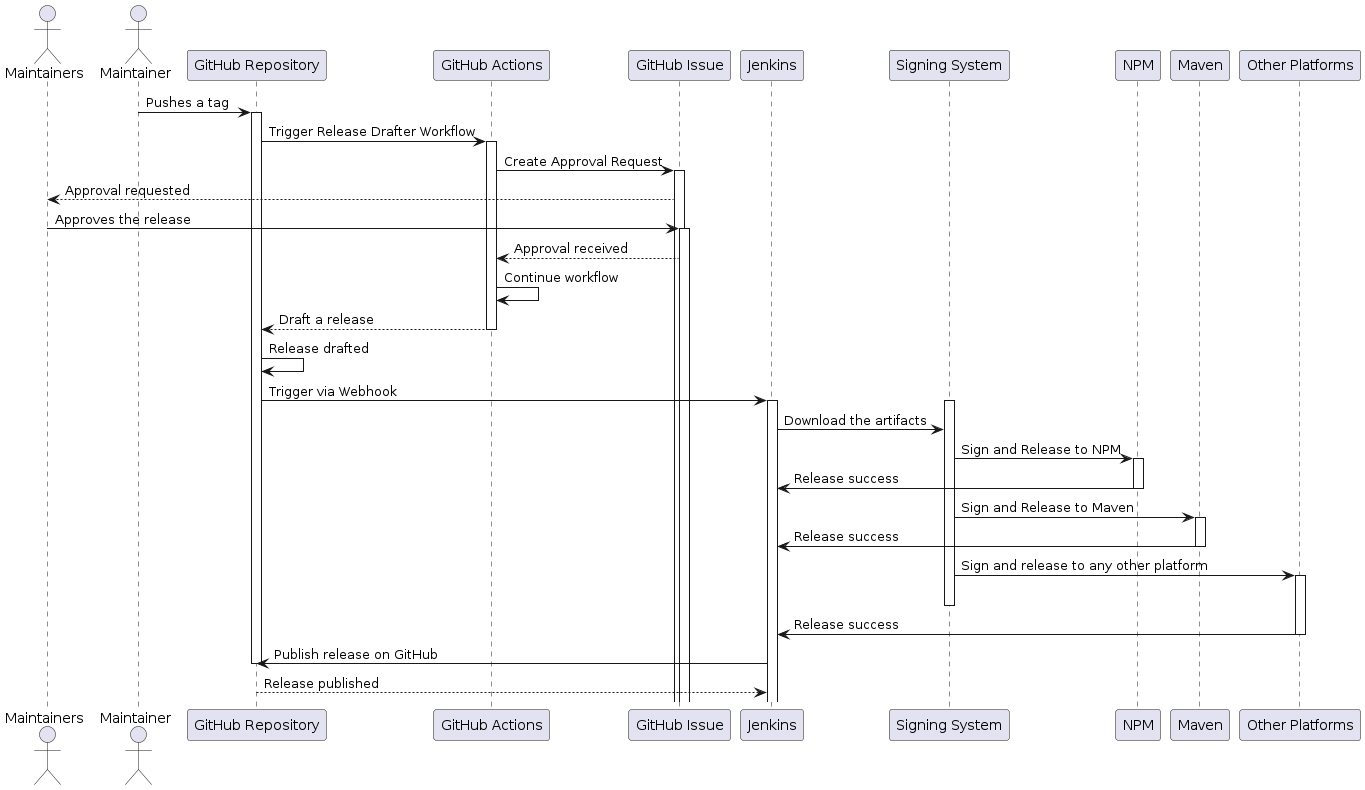 Maintainers
Maintainer
GitHub Repository
GitHub Actions
GitHub Issue
Jenkins
Signing System
NPM
Maven
Other Platforms
Pushes a tag
Trigger Release Drafter Workflow
Create Approval Request
Approval requested
Approves the release
Approval received
Continue workflow
Draft a release
Release drafted
Trigger via Webhook
Download the artifacts
Sign and Release to NPM
Release success
Sign and Release to Maven
Release success
Sign and release to any other platform
Release success
Publish release on GitHub
Release published
Maintainers
Maintainer
GitHub Repository
GitHub Actions
GitHub Issue
Jenkins
Signing System
NPM
Maven
Other Platforms